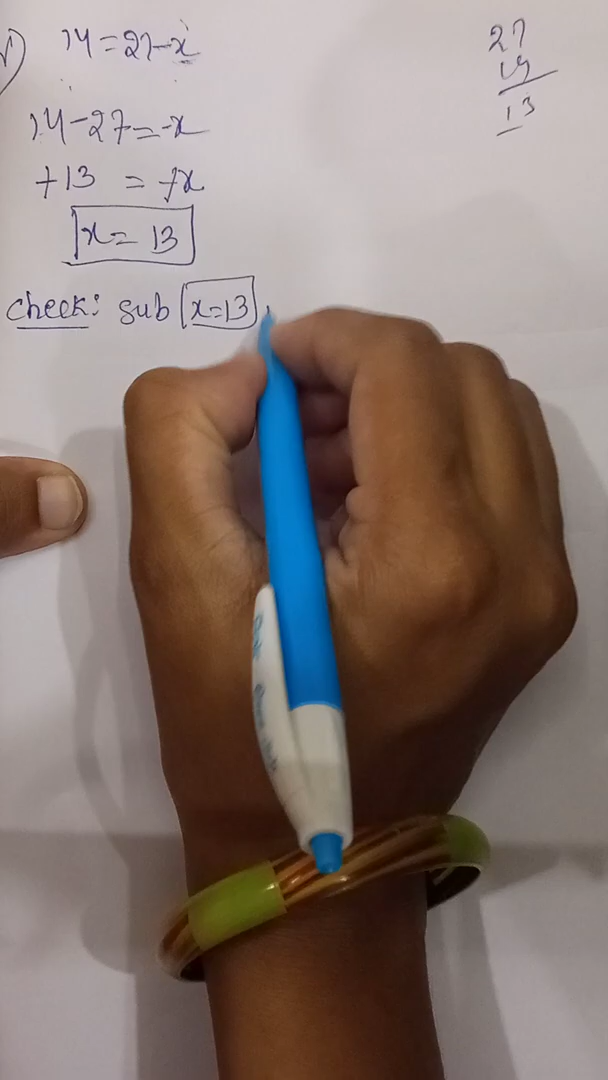 14=27-x
14-27=-x
+13 = +x
x= 13
check: sub x=13
27
14
13